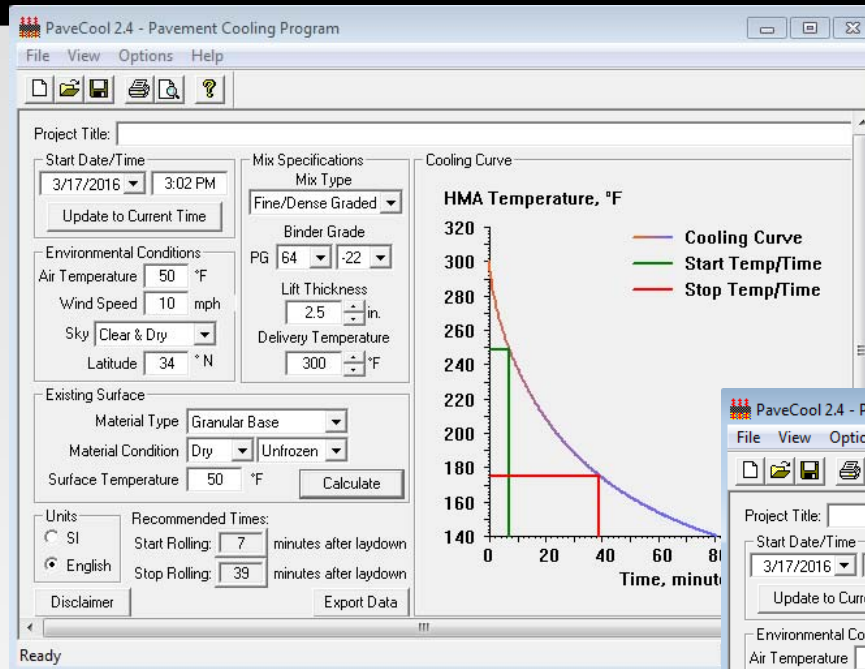 PaveCool 2.4 - Pavement Cooling Program
File View Options Help
Project Title:
Start Date/Time
3/17/2016 3:02 PM
Update to Current Time
Environmental Conditions
Air Temperature 50 °F
Wind Speed 10 mph
Sky Clear & Dry
Latitude 34 °N
Mix Specifications
Mix Type
Fine/Dense Graded
Binder Grade
PG 64 -22
Lift Thickness
2.5 in.
Delivery Temperature
300 °F
Existing Surface
Material Type Granular Base
Material Condition Dry Unfrozen
Surface Temperature 50 °F Calculate
Units
SI
English
Recommended Times:
Start Rolling: 7 minutes after laydown
Stop Rolling: 39 minutes after laydown
Disclaimer Export Data
Ready
Cooling Curve
HMA Temperature, °F
320
300
280
260
240
220
200
180
160
140
Cooling Curve
Start Temp/Time
Stop Temp/Time
0 20 40 60
Time,
PaveCool 2.4 -
File View
Project Title:
Start Date/Time
3/17/2016
Update to
Environmental
Air Temperature